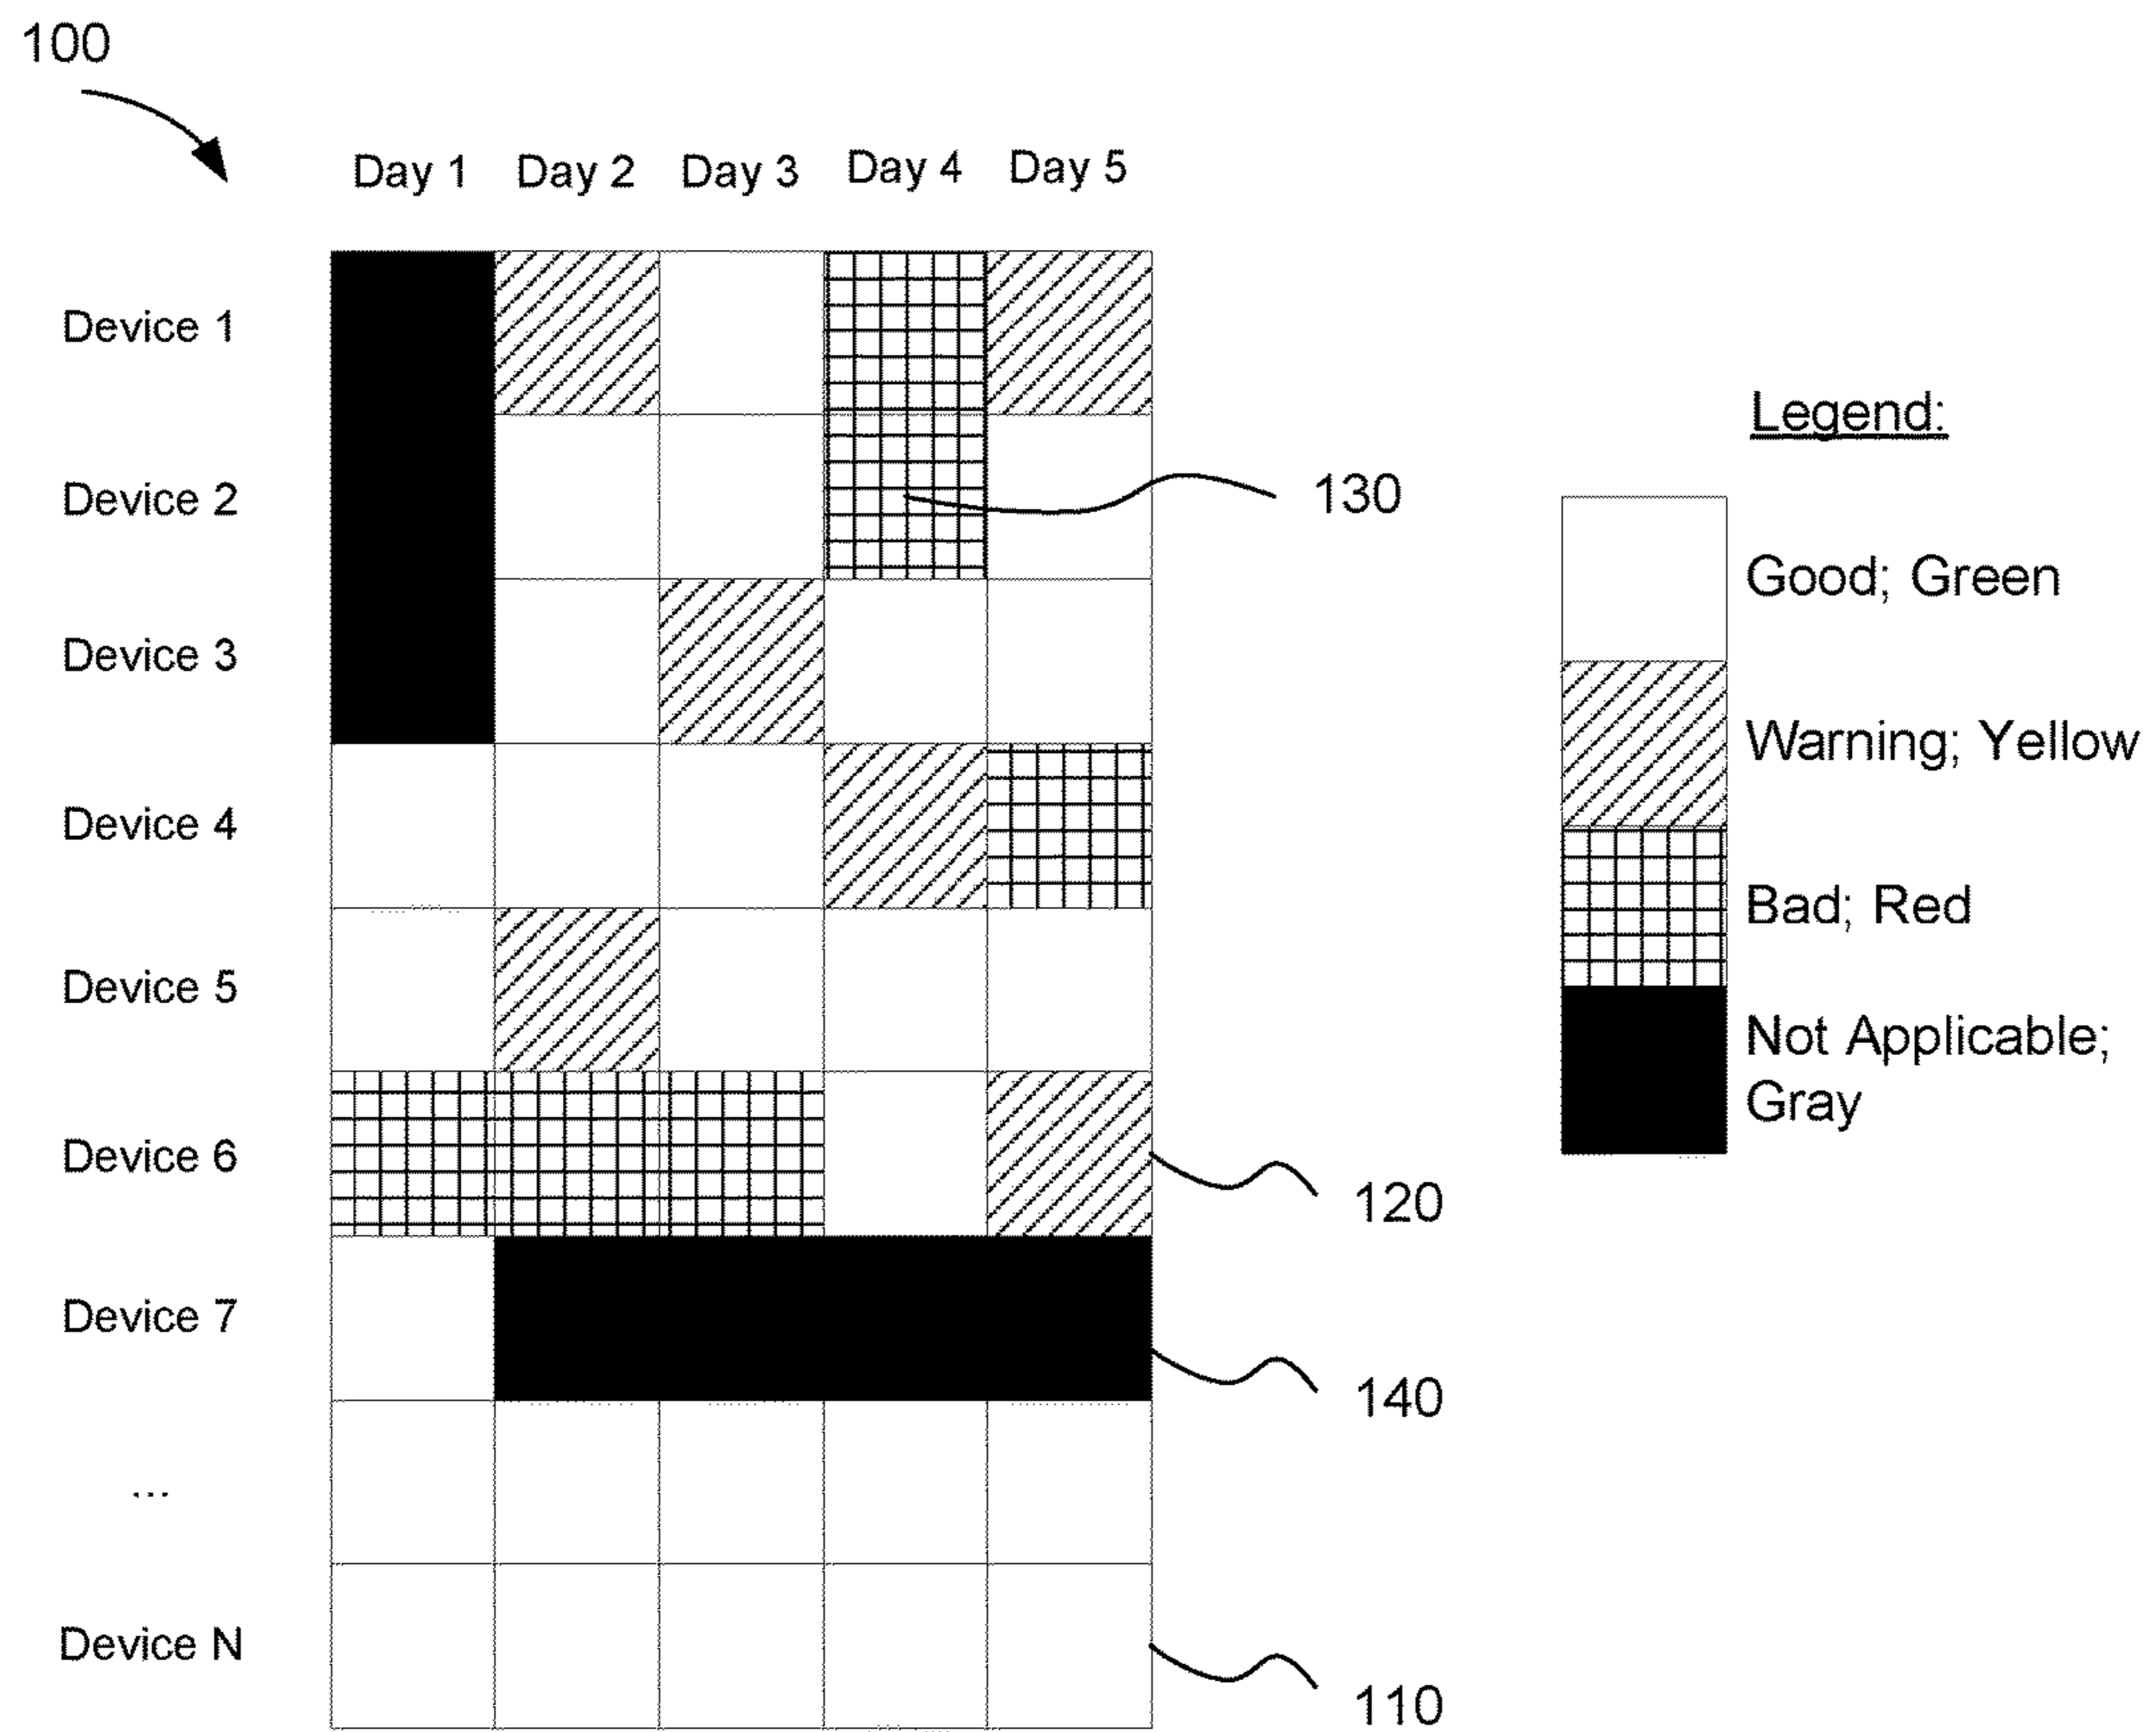 100
Day 1 Day 2 Day 3 Day 4 Day 5
Device 1
Device 2
130
Device 3
Device 4
Device 5
Device 6
120
Device 7
140
...
Device N
110
Legend:
Good; Green
Warning; Yellow
Bad; Red
Not Applicable;
Gray